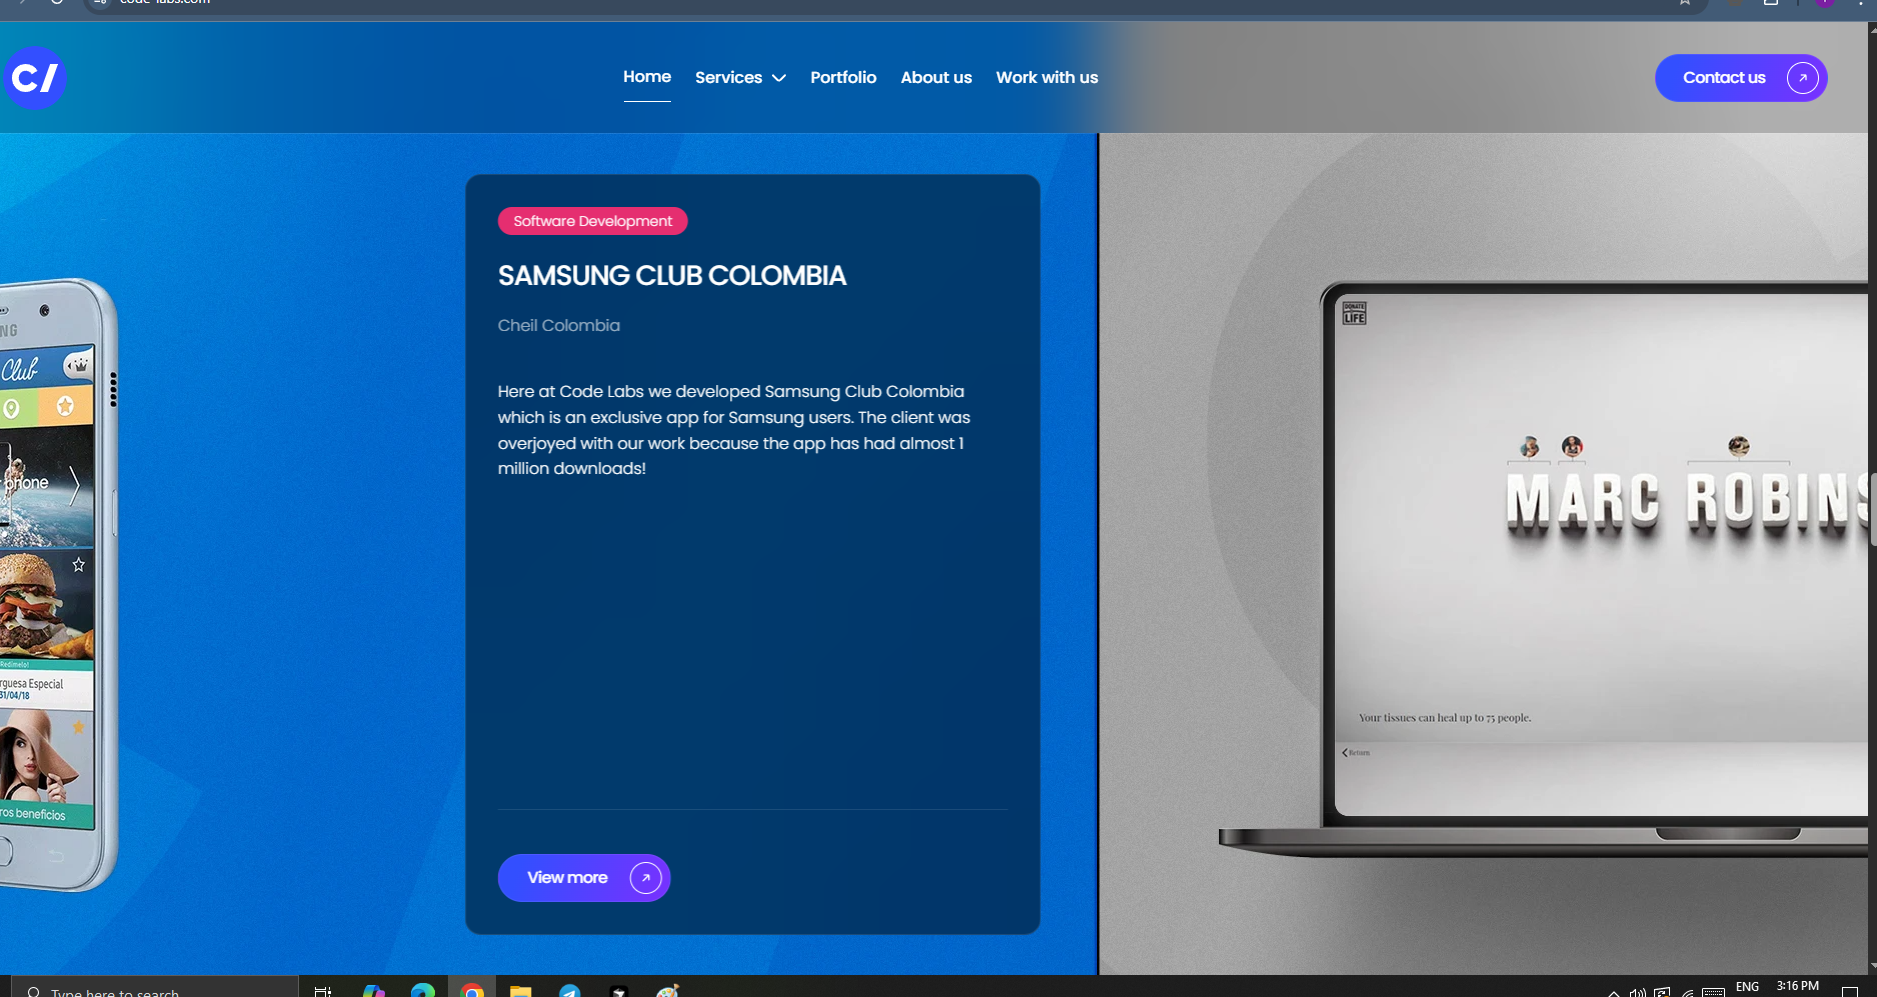 code-labs.com
C/
Home
Services
Portfolio
About us
Work with us
Contact us
Software Development
SAMSUNG CLUB COLOMBIA
Cheil Colombia
Here at Code Labs we developed Samsung Club Colombia
which is an exclusive app for Samsung users. The client was
overjoyed with our work because the app has had almost 1
million downloads!
View more
NG
Club
phone
Redímelo!
rguesa Especial
31/04/18
ros beneficios
DONATE
LIFE
MARC ROBINS
Your tissues can heal up to 75 people.
Return
Type here to search
ENG
3:16 PM